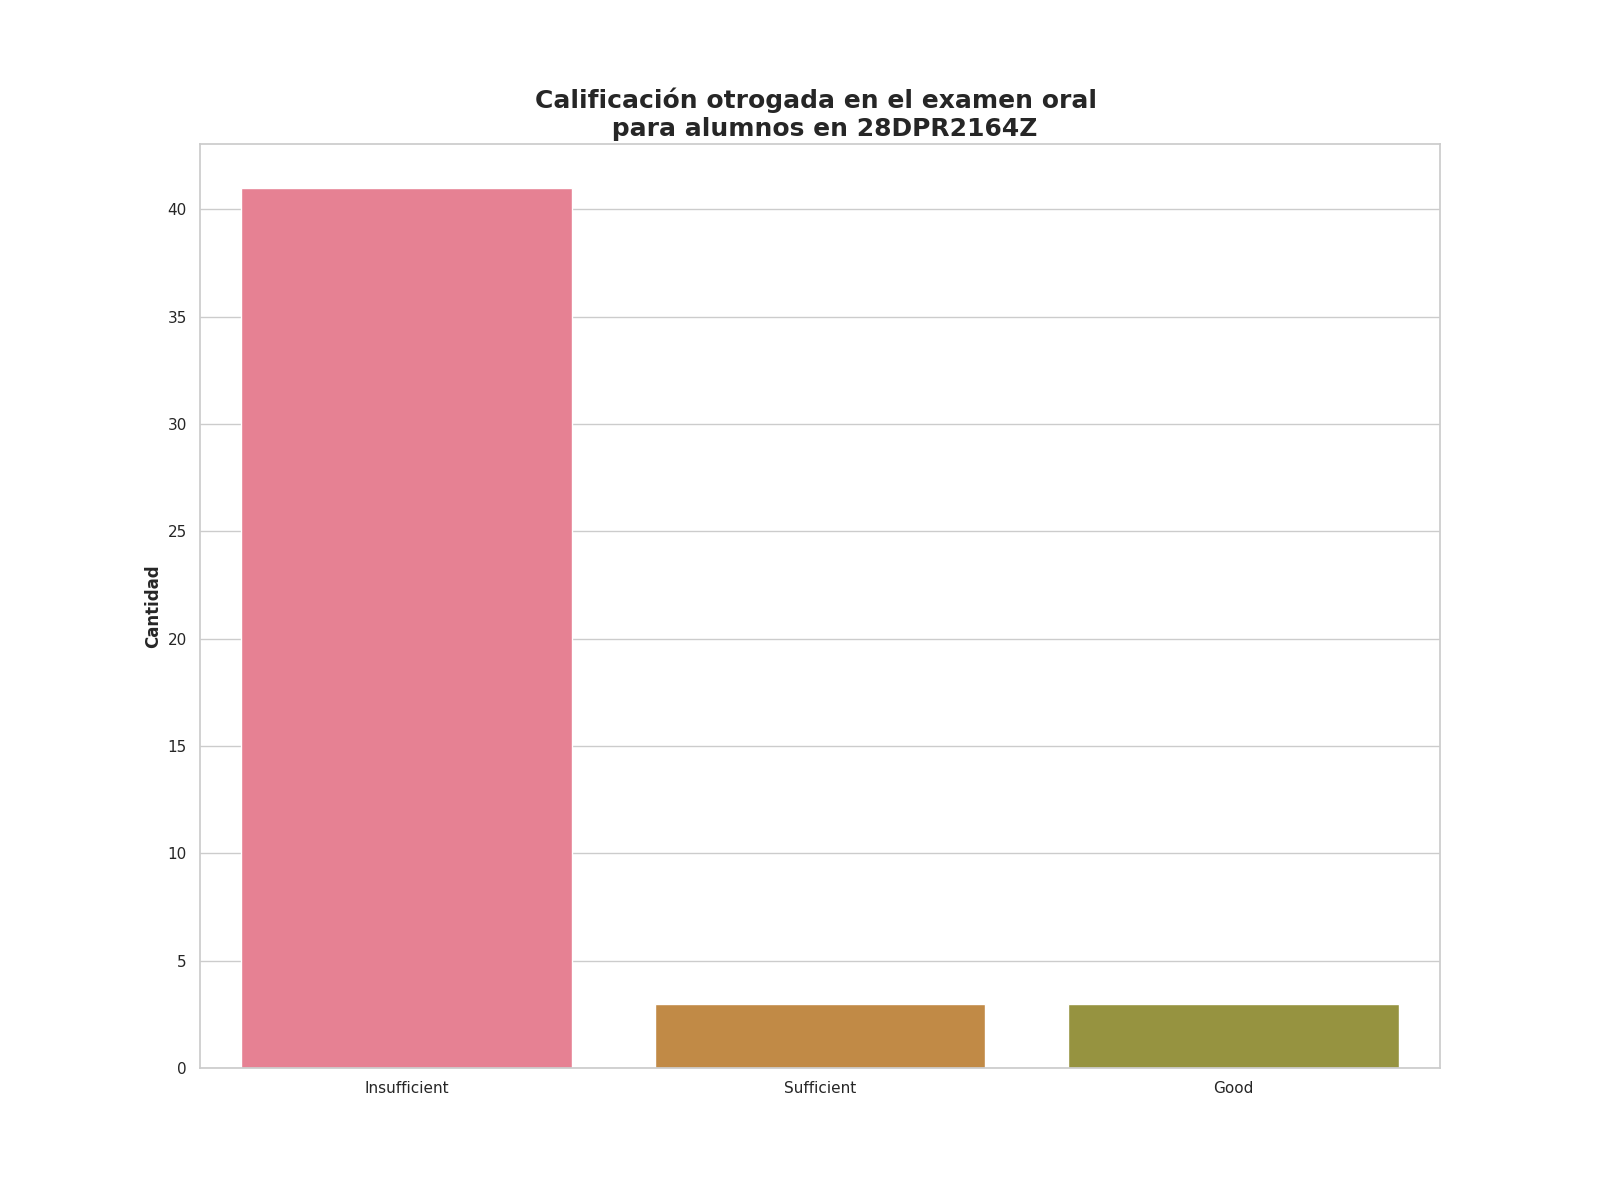 Calificación otrogada en el examen oral
para alumnos en 28DPR2164Z
40
35
30
25
20
15
10
5
0
Cantidad
Insufficient
Sufficient
Good